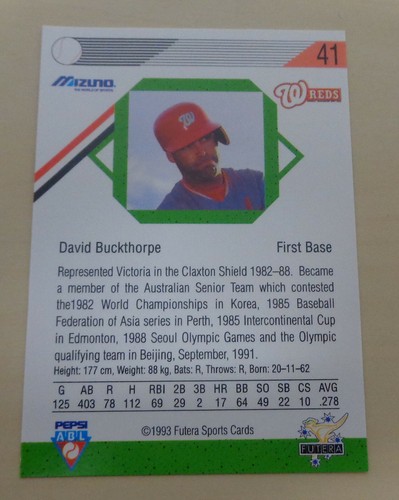 41
MIZUNO
W REDS
W
David Buckthorpe First Base
Represented Victoria in the Claxton Shield 1982–88. Became
a member of the Australian Senior Team which contested
the1982 World Championships in Korea, 1985 Baseball
Federation of Asia series in Perth, 1985 Intercontinental Cup
in Edmonton, 1988 Seoul Olympic Games and the Olympic
qualifying team in Beijing, September, 1991.
Height: 177 cm, Weight: 88 kg, Bats: R, Throws: R, Born: 20–11–62
G AB R H RBI 2B 3B HR BB SO SB CS AVG
125 403 78 112 69 29 2 17 64 49 22 10 .278
PEPSI
ABL
©1993 Futera Sports Cards
FUTERA